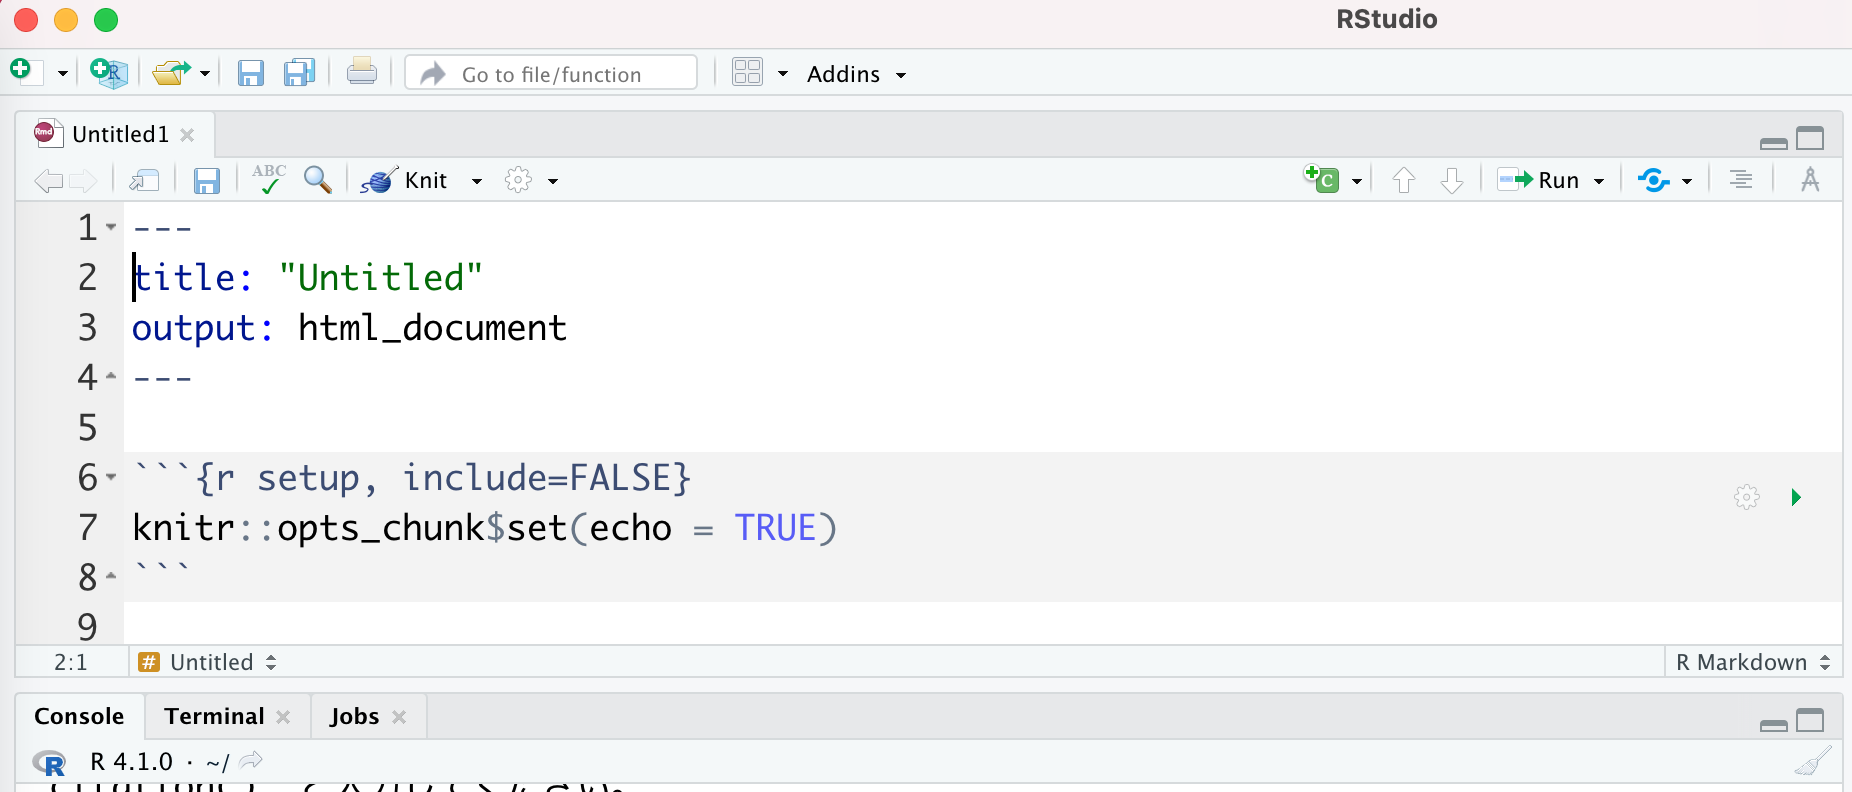 RStudio
Go to file/function
Addins
Rmd
Untitled1
ABC
Knit
C
Run
1 ---
2 title: "Untitled"
3 output: html_document
4 ---
5
6 ```{r setup, include=FALSE}
7 knitr::opts_chunk$set(echo = TRUE)
8 ```
9
2:1
# Untitled
R Markdown
Console
Terminal
Jobs
R
R 4.1.0 · ~/